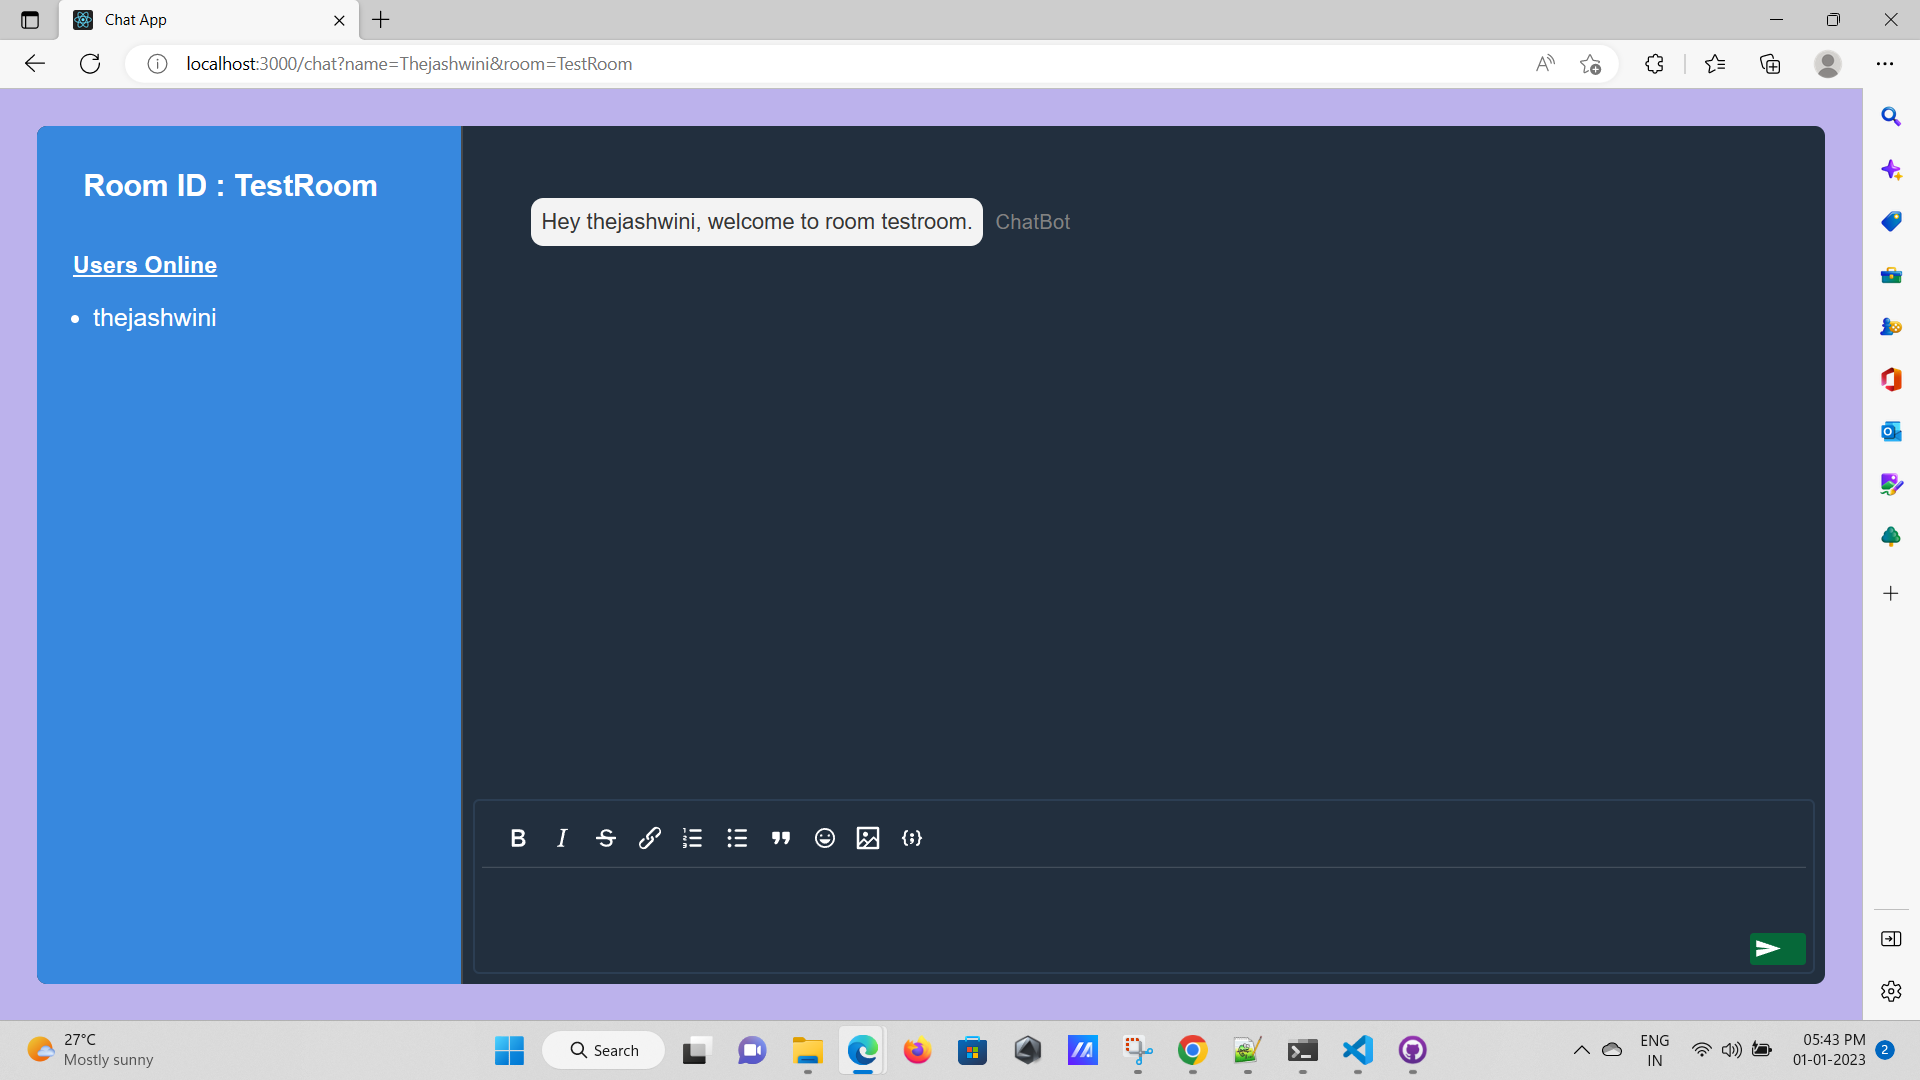 Chat App
localhost:3000/chat?name=Thejashwini&room=TestRoom
Room ID : TestRoom
Users Online
thejashwini
Hey thejashwini, welcome to room testroom. ChatBot
27°C
Mostly sunny
Search
ENG
IN
05:43 PM
01-01-2023
2